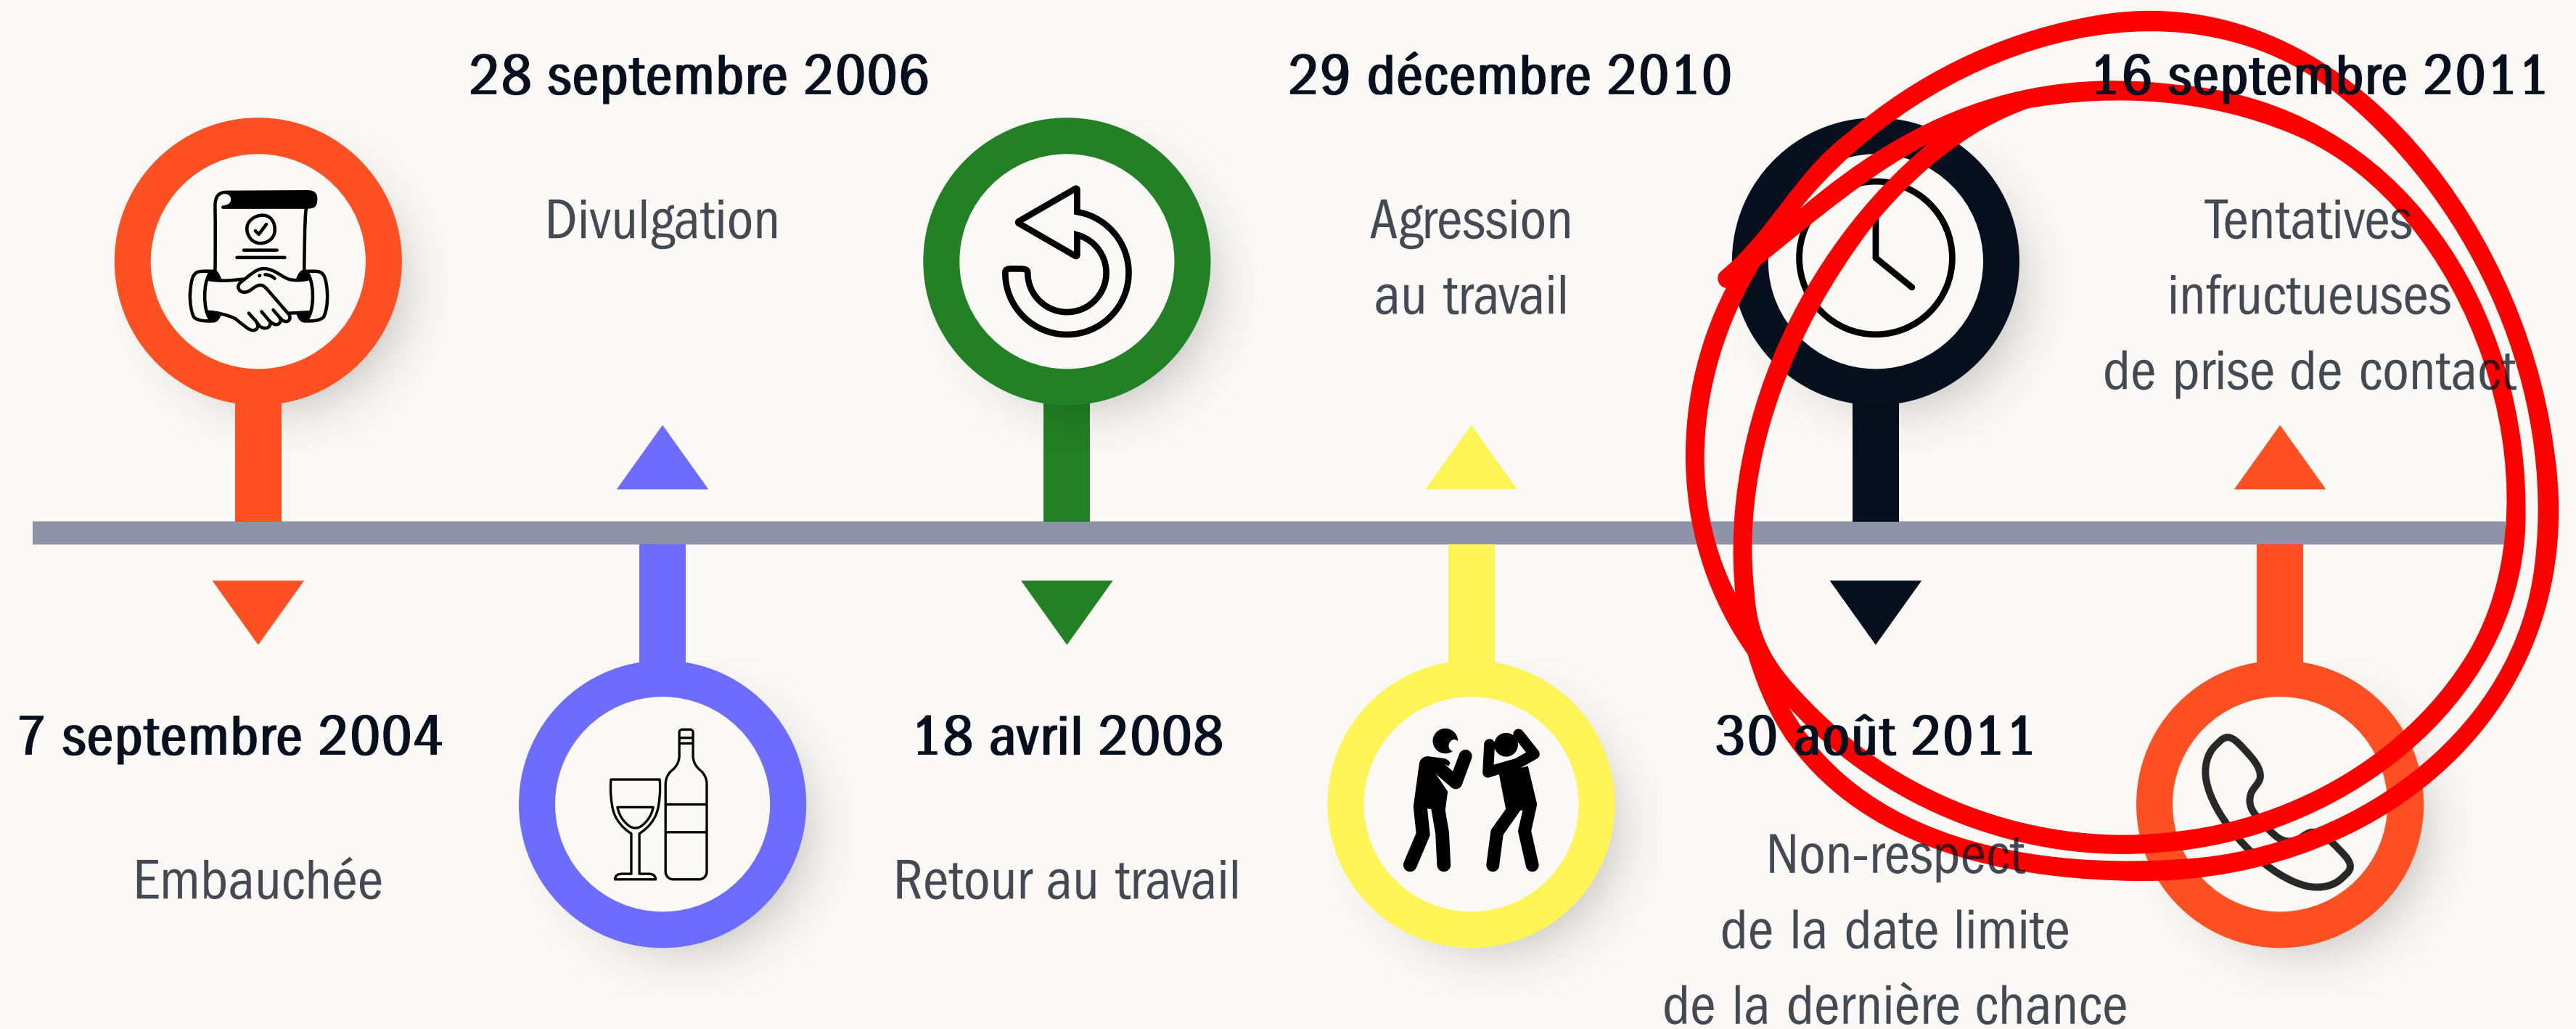 7 septembre 2004
Embauchée
28 septembre 2006
Divulgation
18 avril 2008
Retour au travail
29 décembre 2010
Agression
au travail
30 août 2011
Non-respect
de la date limite
de la dernière chance
16 septembre 2011
Tentatives
infructueuses
de prise de contact